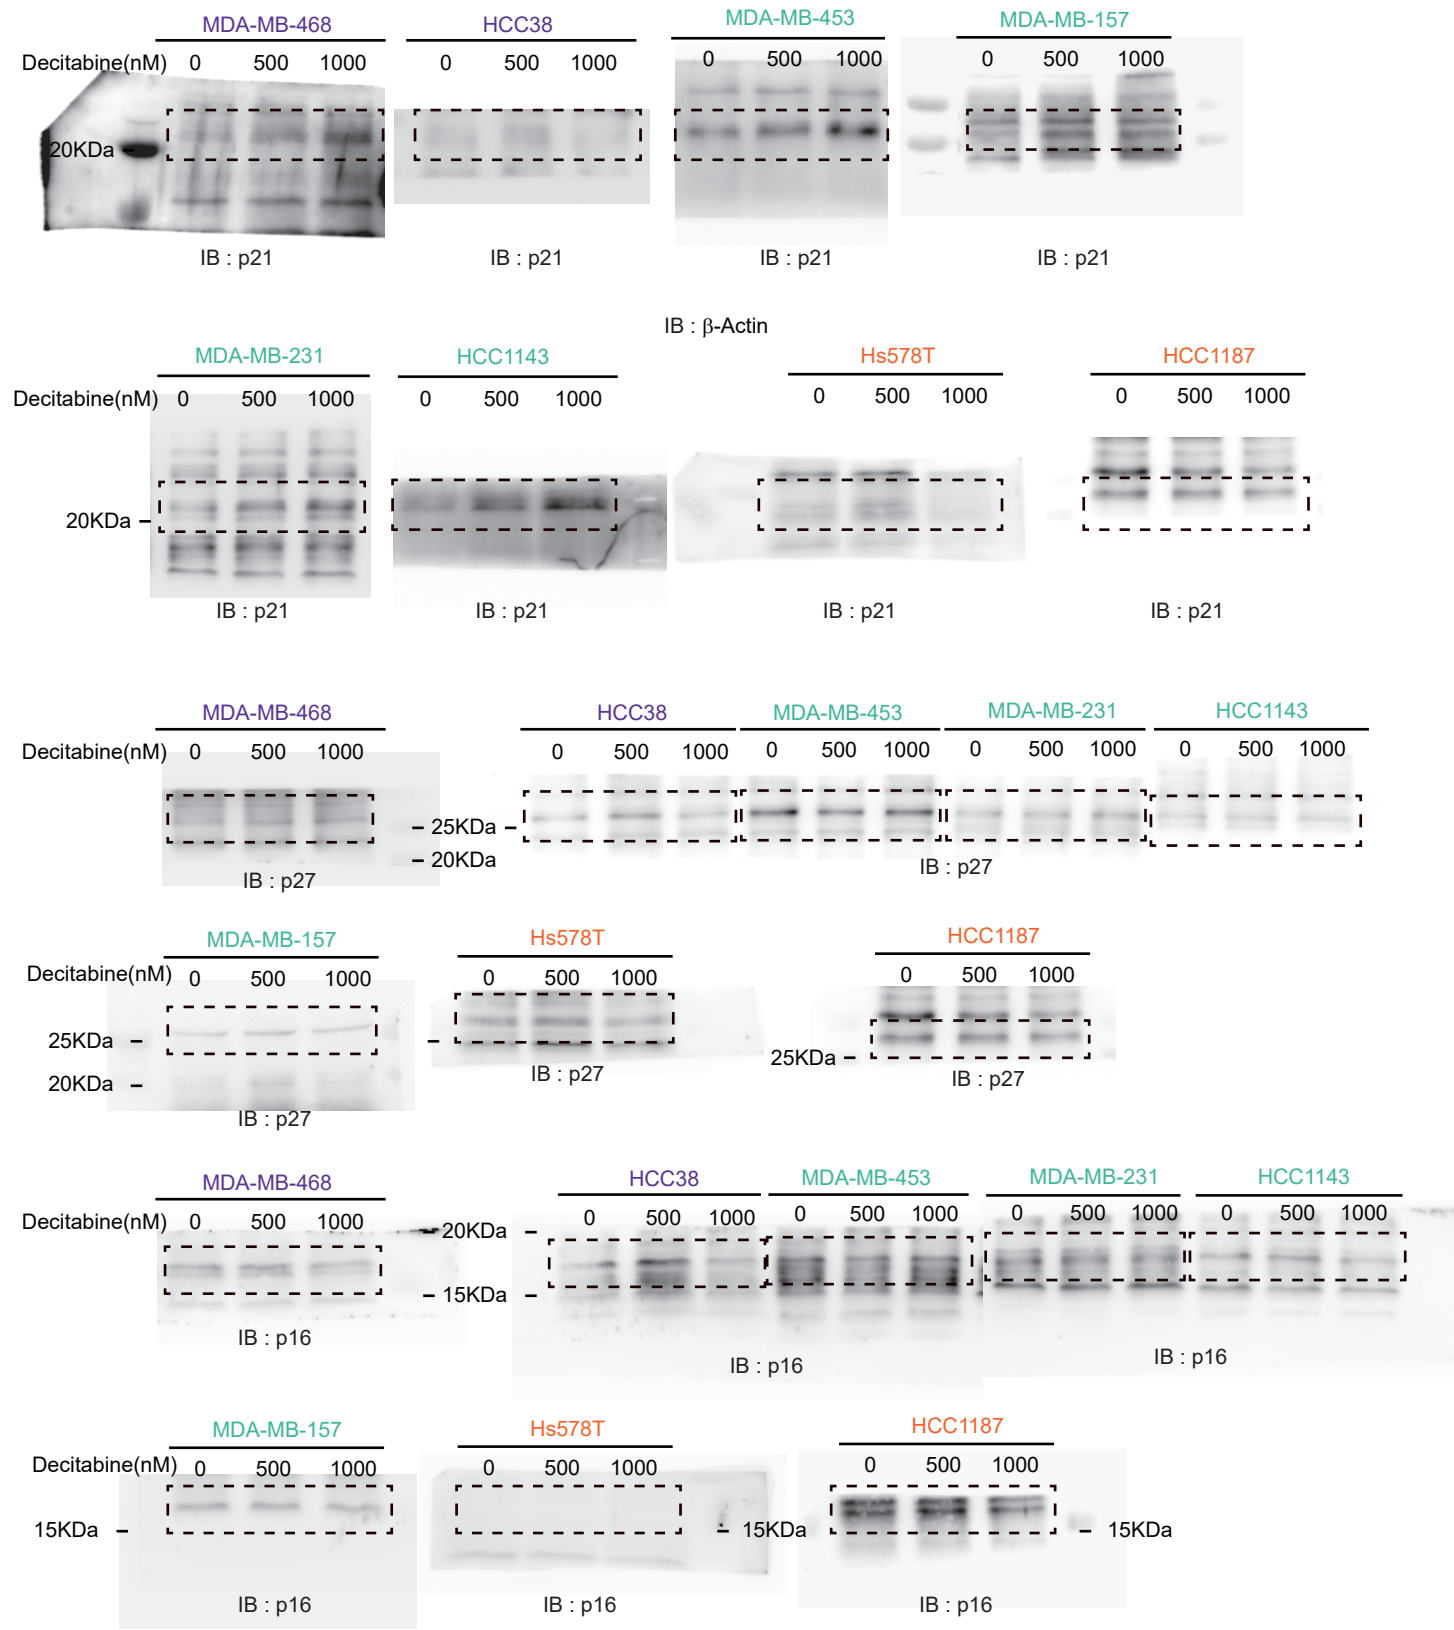 MDA-MB-468 HCC38 MDA-MB-453 MDA-MB-157
Decitabine(nM) 0 500 1000 0 500 1000 0 500 1000 0 500 1000
20KDa
IB : p21 IB : p21 IB : p21 IB : p21
IB : β-Actin
MDA-MB-231 HCC1143 Hs578T HCC1187
Decitabine(nM) 0 500 1000 0 500 1000 0 500 1000 0 500 1000
20KDa
IB : p21 IB : p21 IB : p21 IB : p21
MDA-MB-468 HCC38 MDA-MB-453 MDA-MB-231 HCC1143
Decitabine(nM) 0 500 1000 0 500 1000 0 500 1000 0 500 1000 0 500 1000
25KDa
20KDa
IB : p27 IB : p27
MDA-MB-157 Hs578T HCC1187
Decitabine(nM) 0 500 1000 0 500 1000 0 500 1000
25KDa 25KDa
20KDa
IB : p27 IB : p27 IB : p27
MDA-MB-468 HCC38 MDA-MB-453 MDA-MB-231 HCC1143
Decitabine(nM) 0 500 1000 0 500 1000 0 500 1000 0 500 1000 0 500 1000
20KDa
15KDa
IB : p16 IB : p16 IB : p16
MDA-MB-157 Hs578T HCC1187
Decitabine(nM) 0 500 1000 0 500 1000 0 500 1000
15KDa 15KDa 15KDa
IB : p16 IB : p16 IB : p16